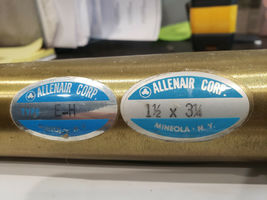 ALLENAIR CORP.
E-H
ALLENAIR CORP.
1½ x 3¼
MINEOLA - N.Y.